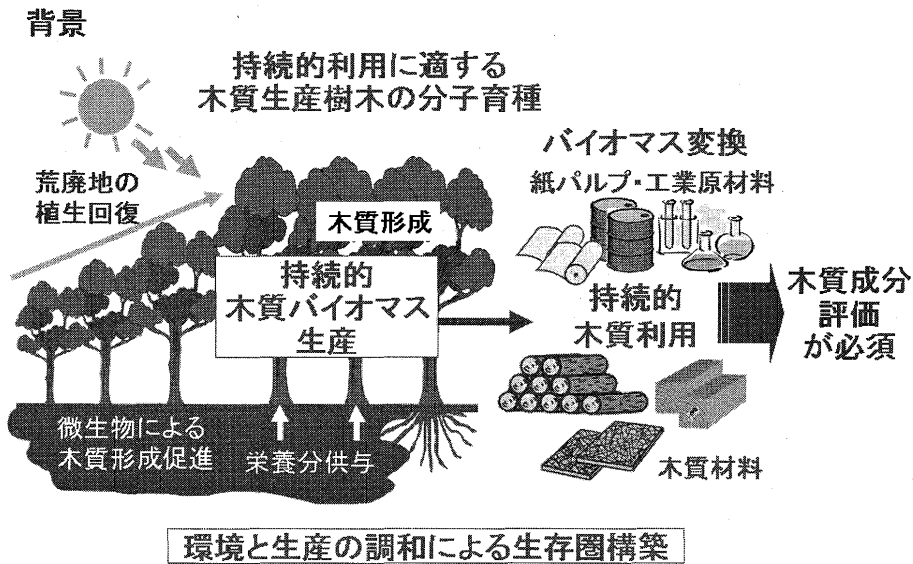 背景
持続的利用に適する
木質生産樹木の分子育種
荒廃地の
植生回復
木質形成
持続的
木質バイオマス
生産
微生物による
木質形成促進
栄養分供与
バイオマス変換
紙パルプ・工業原材料
持続的
木質利用
木質材料
木質成分
評価
が必須
環境と生産の調和による生存圏構築